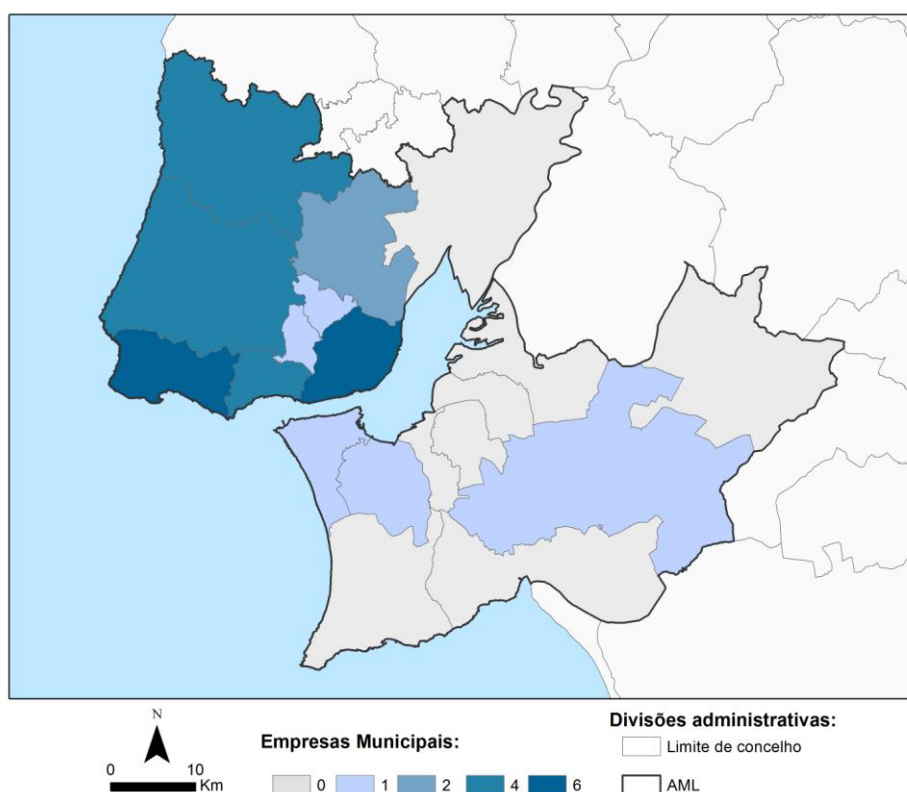 N
0 10
Km
Empresas Municipais:
0 1 2 4 6
Divisões administrativas:
Limite de concelho
AML